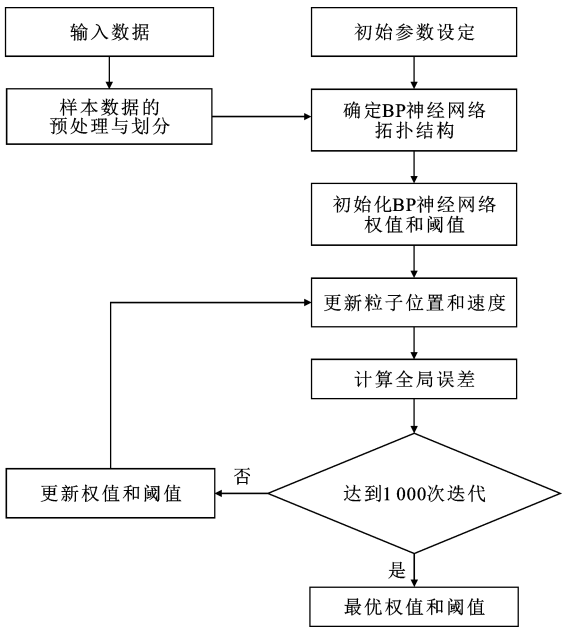 输入数据
初始参数设定
样本数据的
预处理与划分
确定BP神经网络
拓扑结构
初始化BP神经网络
权值和阈值
更新粒子位置和速度
计算全局误差
达到1 000次迭代
否
更新权值和阈值
是
最优权值和阈值